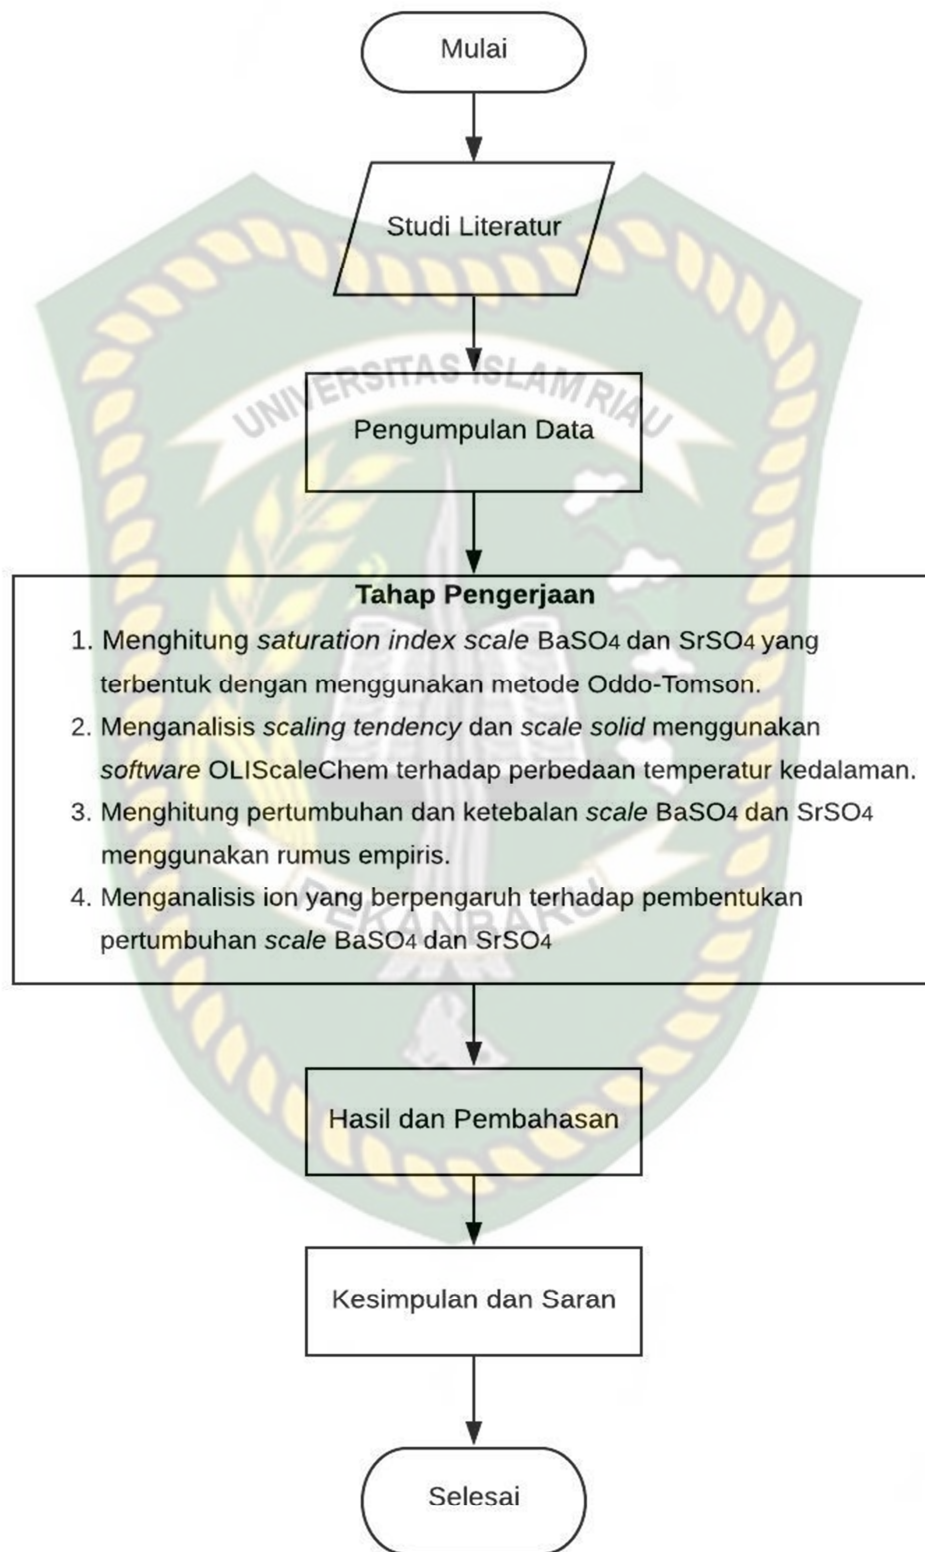 Mulai
Studi Literatur
UNIVERSITAS ISLAM RIAU
Pengumpulan Data
Tahap Pengerjaan
1. Menghitung saturation index scale BaSO4 dan SrSO4 yang
terbentuk dengan menggunakan metode Oddo-Tomson.
2. Menganalisis scaling tendency dan scale solid menggunakan
software OLIScaleChem terhadap perbedaan temperatur kedalaman.
3. Menghitung pertumbuhan dan ketebalan scale BaSO4 dan SrSO4
menggunakan rumus empiris.
4. Menganalisis ion yang berpengaruh terhadap pembentukan
PEKANBARU
pertumbuhan scale BaSO4 dan SrSO4
Hasil dan Pembahasan
Kesimpulan dan Saran
Selesai